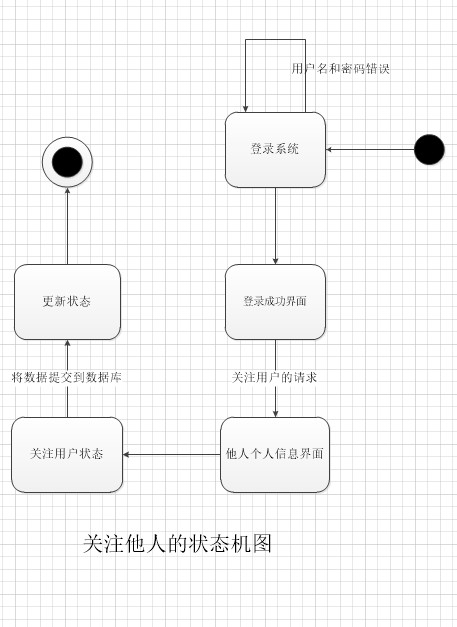 用户名和密码错误
登录系统
更新状态
登录成功界面
将数据提交到数据库
关注用户的请求
关注用户状态
他人个人信息界面
关注他人的状态机图